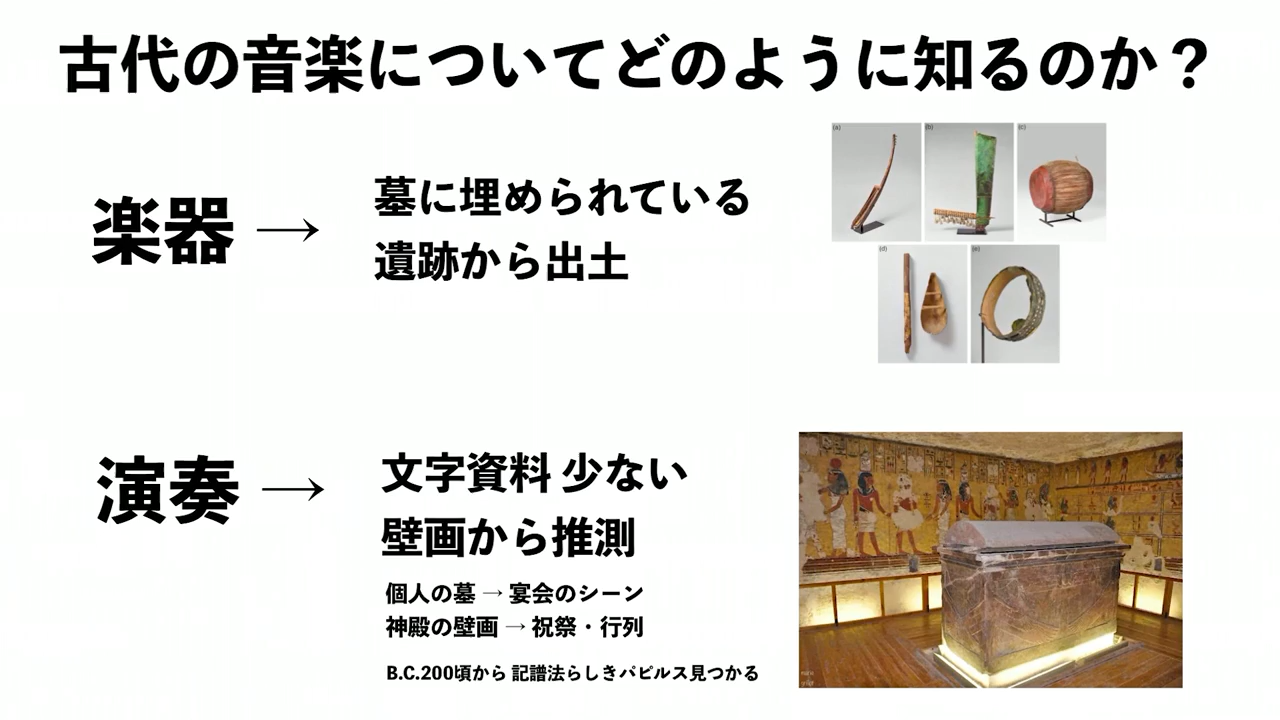 古代の音楽についてどのように知るのか？
楽器 →
墓に埋められている
遺跡から出土
(a)
(b)
(c)
(d)
(e)
演奏 →
文字資料 少ない
壁画から推測
個人の墓 → 宴会のシーン
神殿の壁画 → 祝祭・行列
B.C.200頃から 記譜法らしきパピルス見つかる